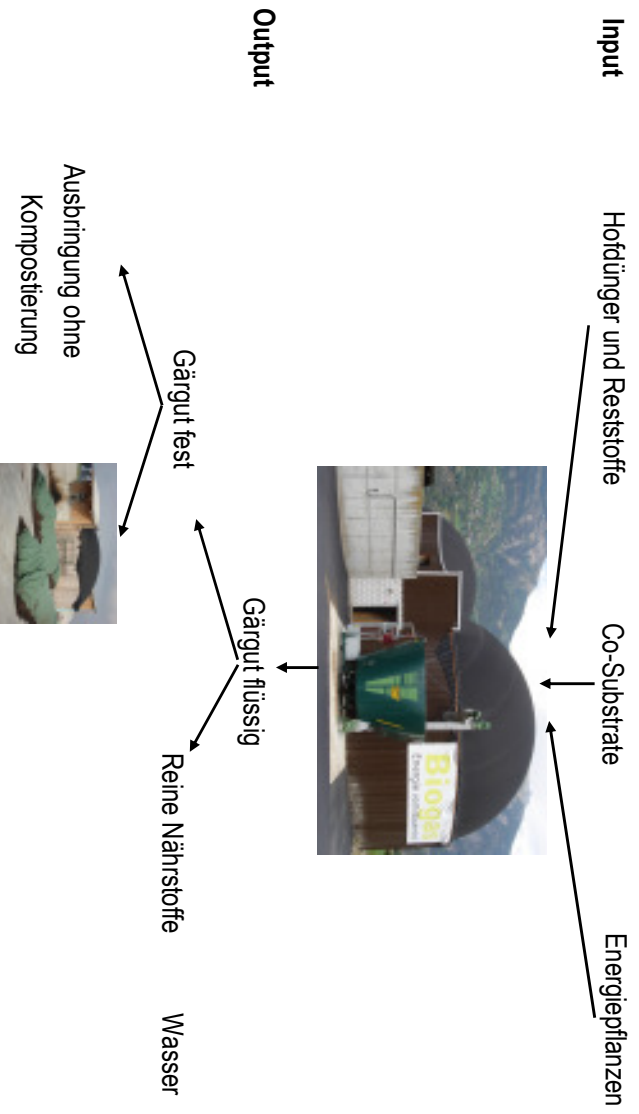 Input
Hofdünger und Reststoffe
Co-Substrate
Energiepflanzen
Biogas
Output
Gärgut flüssig
Gärgut fest
Reine Nährstoffe
Wasser
Ausbringung ohne
Kompostierung